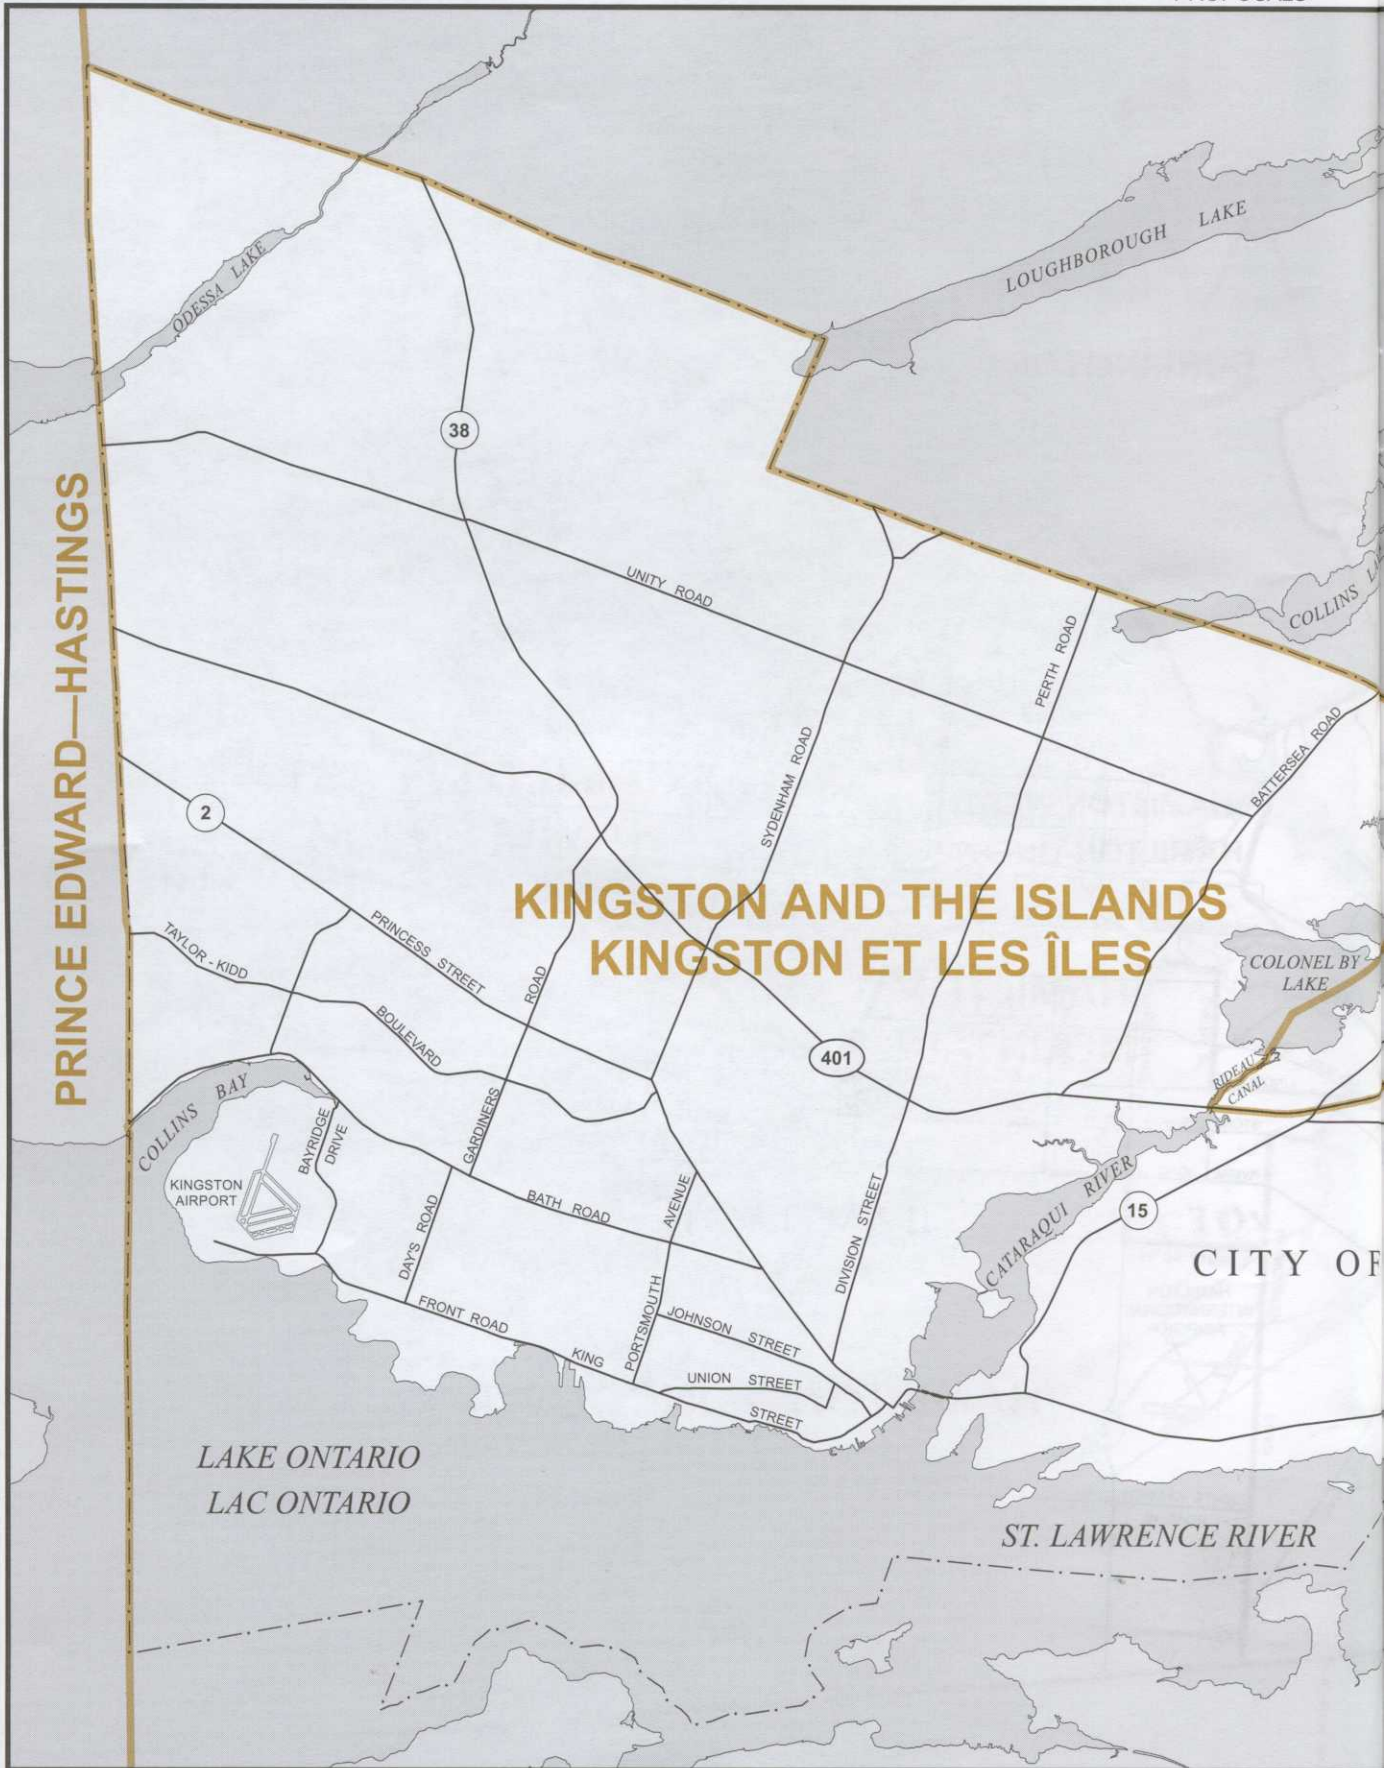 ODESSA LAKE
LOUGHBOROUGH LAKE
38
PRINCE EDWARD—HASTINGS
UNITY ROAD
COLLINS
PERTH ROAD
SYDENHAM ROAD
BATTERSEA ROAD
2
KINGSTON AND THE ISLANDS
KINGSTON ET LES ÎLES
PRINCESS STREET
TAYLOR - KIDD
BOULEVARD
ROAD
GARDINERS
COLONEL BY
LAKE
401
RIDEAU
CANAL
COLLINS BAY
BAYRIDGE
DRIVE
KINGSTON
AIRPORT
DAY'S ROAD
BATH ROAD
AVENUE
PORTSMOUTH
DIVISION STREET
CATARAQUI RIVER
15
CITY OF
FRONT ROAD
KING
STREET
JOHNSON STREET
UNION STREET
LAKE ONTARIO
LAC ONTARIO
ST. LAWRENCE RIVER